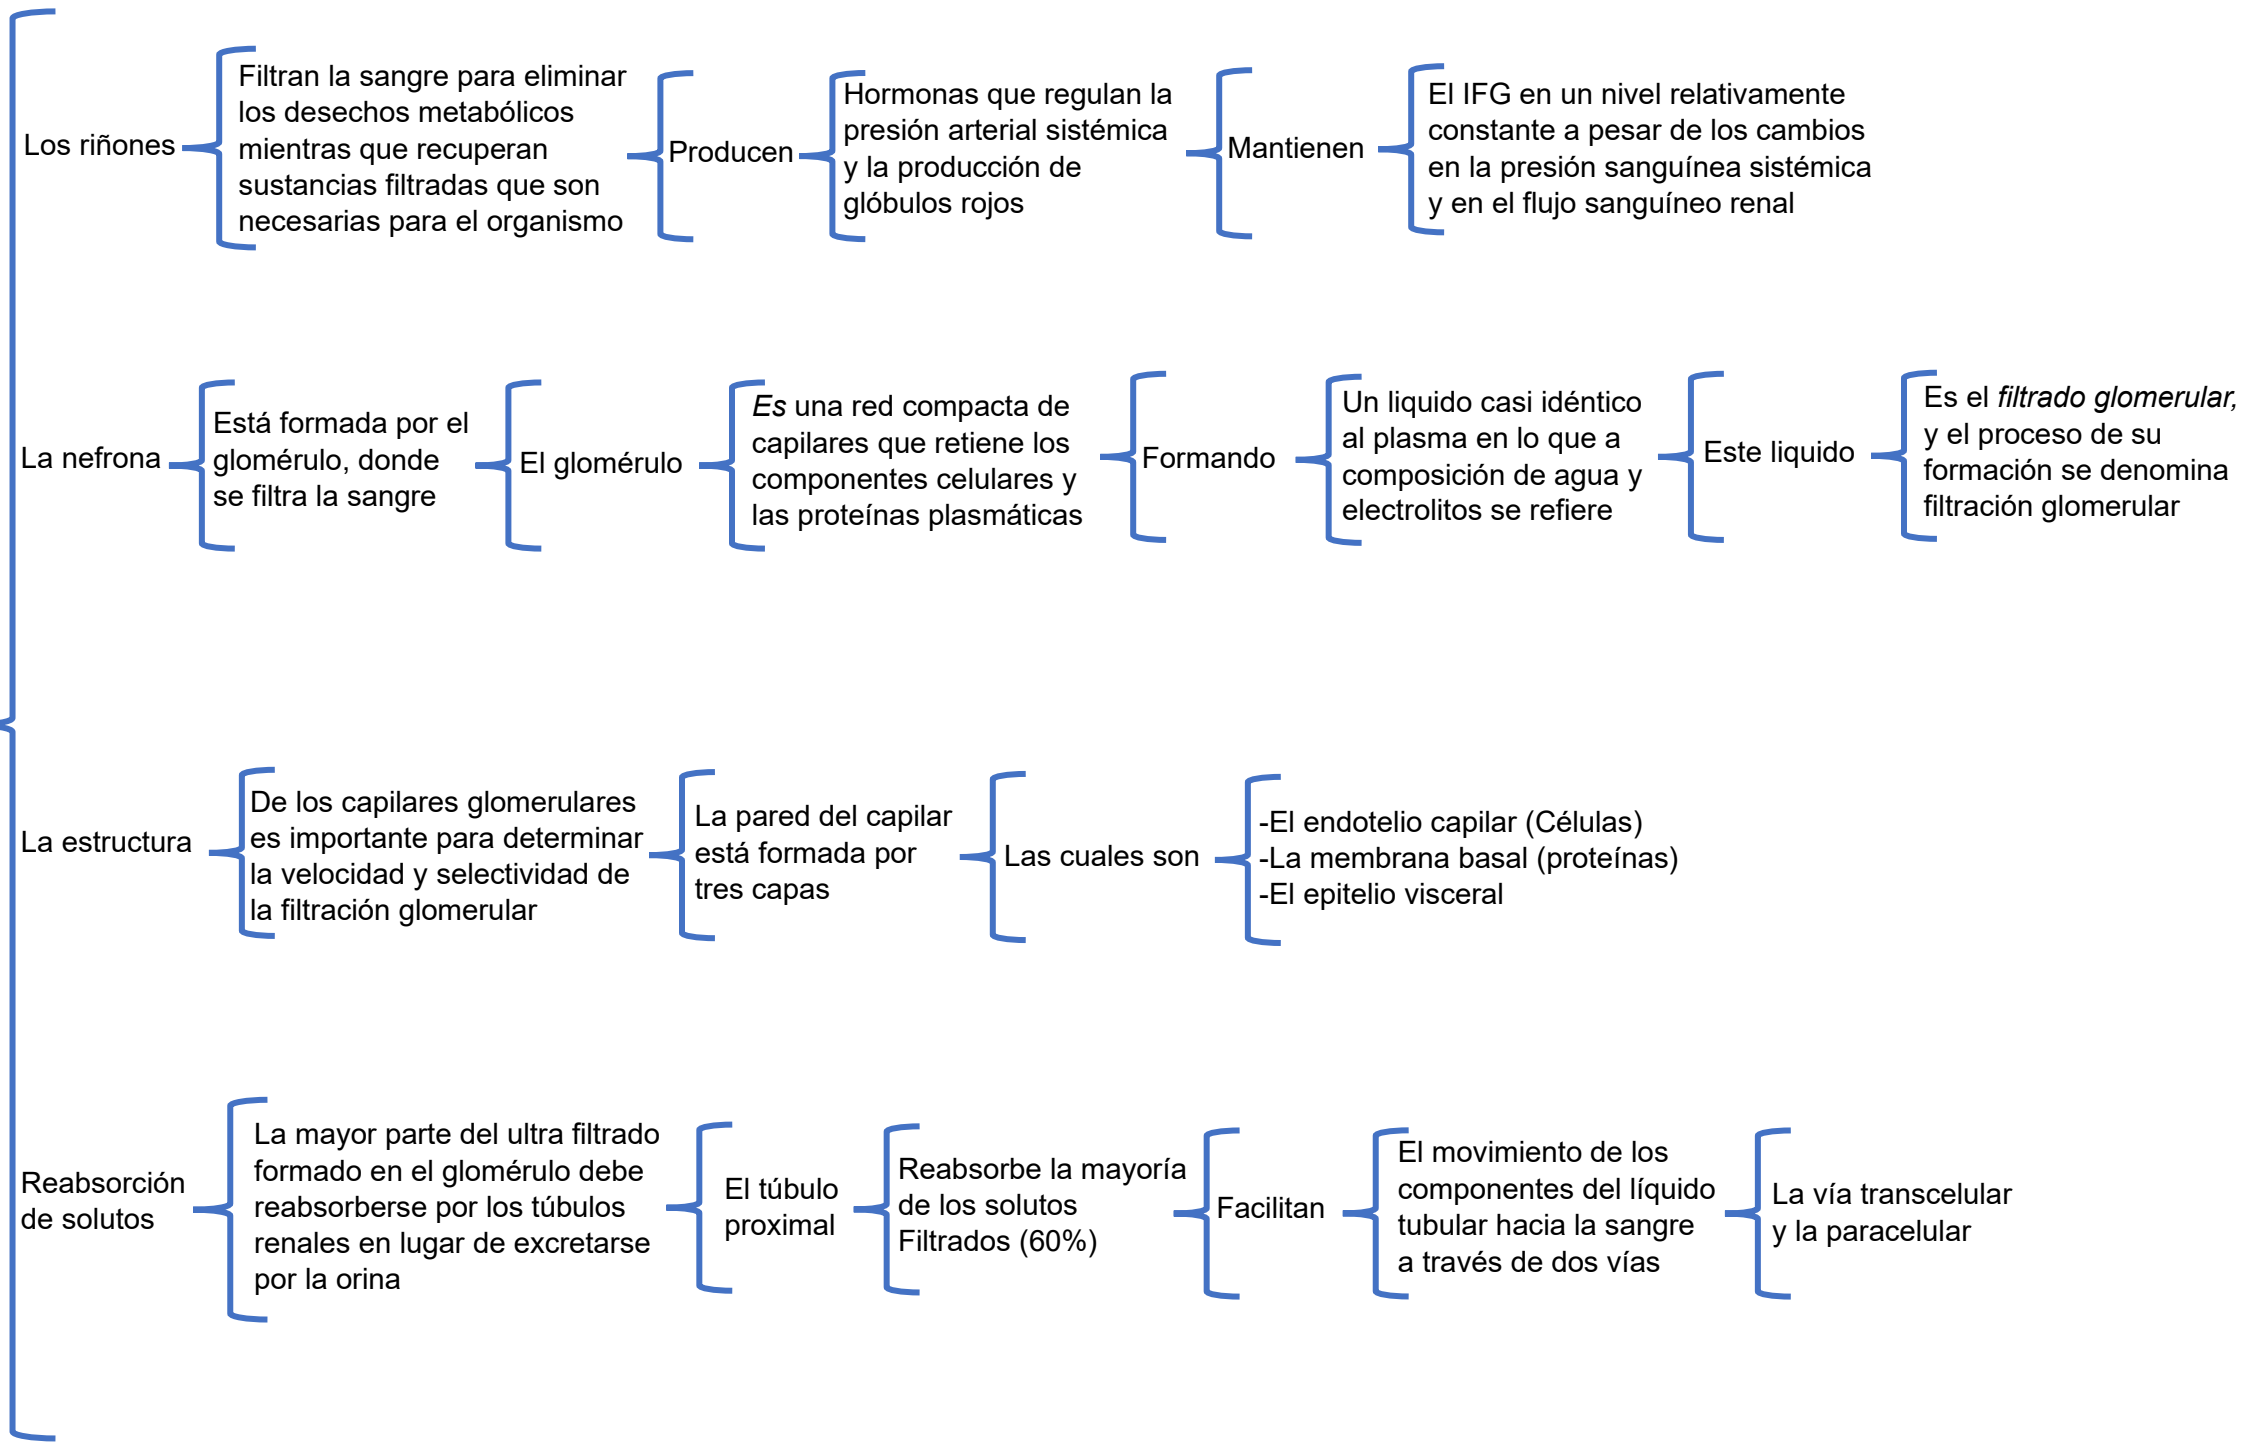 Los riñones
Filtran la sangre para eliminar
los desechos metabólicos
mientras que recuperan
sustancias filtradas que son
necesarias para el organismo
Producen
Hormonas que regulan la
presión arterial sistémica
y la producción de
glóbulos rojos
Mantienen
El IFG en un nivel relativamente
constante a pesar de los cambios
en la presión sanguínea sistémica
y en el flujo sanguíneo renal
La nefrona
Está formada por el
glomérulo, donde
se filtra la sangre
El glomérulo
Es una red compacta de
capilares que retiene los
componentes celulares y
las proteínas plasmáticas
Formando
Un liquido casi idéntico
al plasma en lo que a
composición de agua y
electrolitos se refiere
Este liquido
Es el filtrado glomerular,
y el proceso de su
formación se denomina
filtración glomerular
La estructura
De los capilares glomerulares
es importante para determinar
la velocidad y selectividad de
la filtración glomerular
La pared del capilar
está formada por
tres capas
Las cuales son
-El endotelio capilar (Células)
-La membrana basal (proteínas)
-El epitelio visceral
Reabsorción
de solutos
La mayor parte del ultra filtrado
formado en el glomérulo debe
reabsorberse por los túbulos
renales en lugar de excretarse
por la orina
El túbulo
proximal
Reabsorbe la mayoría
de los solutos
Filtrados (60%)
Facilitan
El movimiento de los
componentes del líquido
tubular hacia la sangre
a través de dos vías
La vía transcelular
y la paracelular